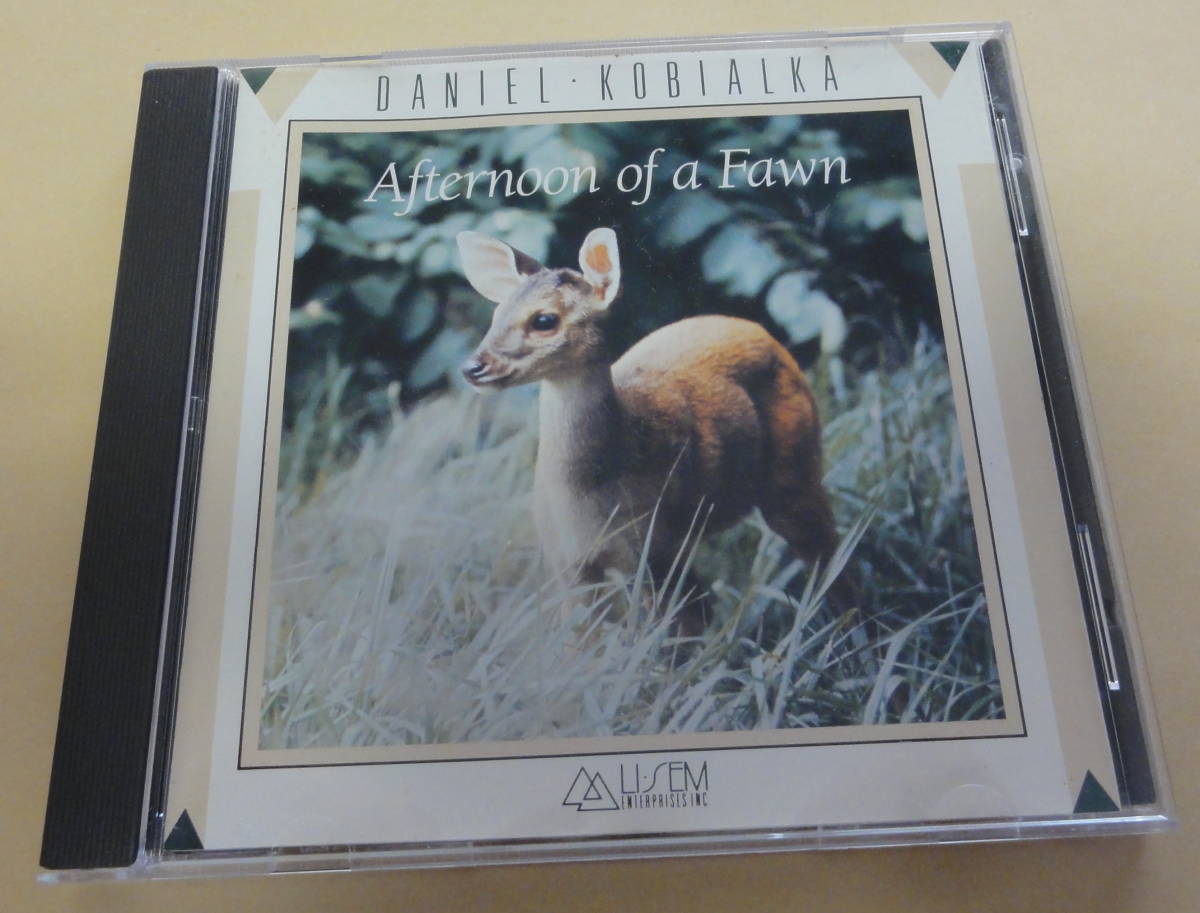 DANIEL · KOBIALKA
Afternoon of a Fawn
LI·SEM
ENTERPRISES INC